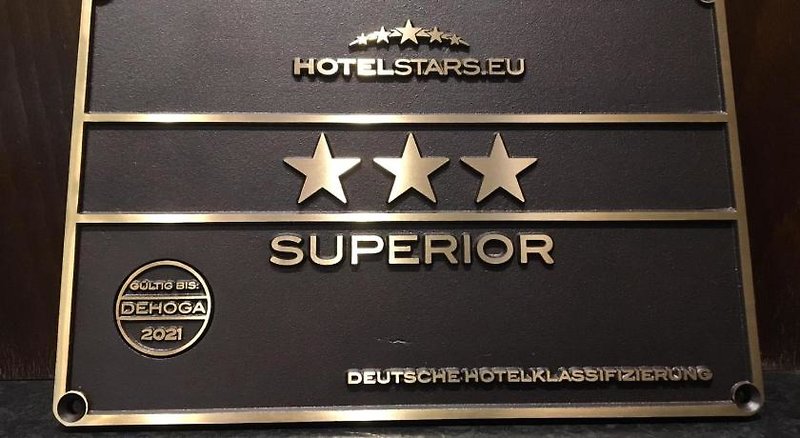 HOTELSTARS.EU
SUPERIOR
GÜLTIG BIS:
DEHOGA
2021
DEUTSCHE HOTELKLASSIFIZIERUNG